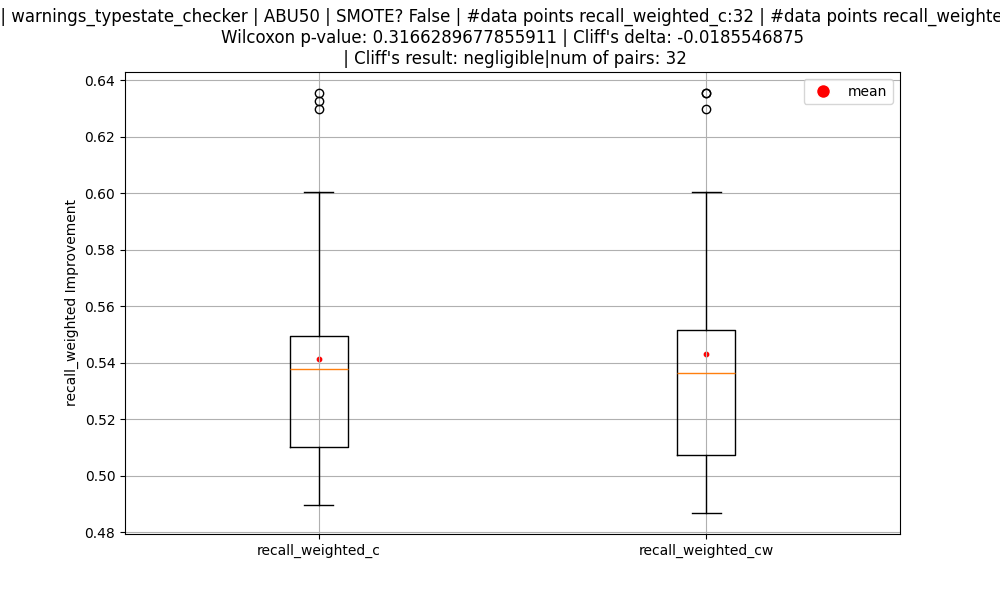 | warnings_typestate_checker | ABU50 | SMOTE? False | #data points recall_weighted_c:32 | #data points
Wilcoxon p-value: 0.3166289677855911 | Cliff's delta: -0.0185546875
| Cliff's result: negligible|num of pairs: 32
mean
0.64
0.62
0.60
0.58
0.56
0.54
0.52
0.50
0.48
recall_weighted Improvement
recall_weighted_c
recall_weighted_cw